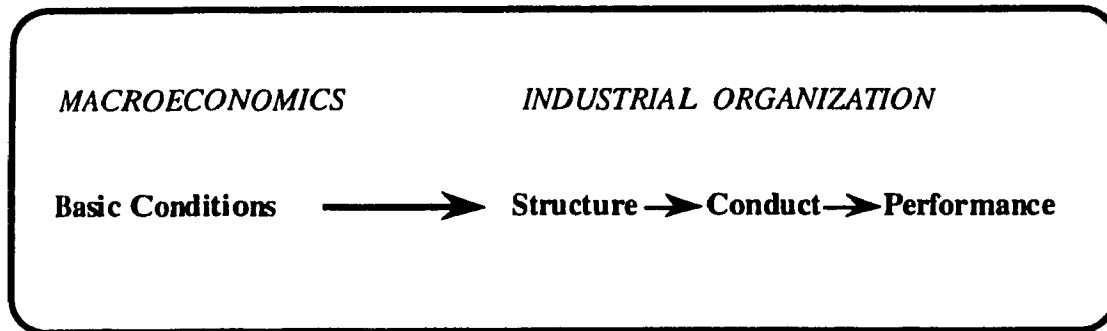 MACROECONOMICS INDUSTRIAL ORGANIZATION
Basic Conditions Structure Conduct Performance